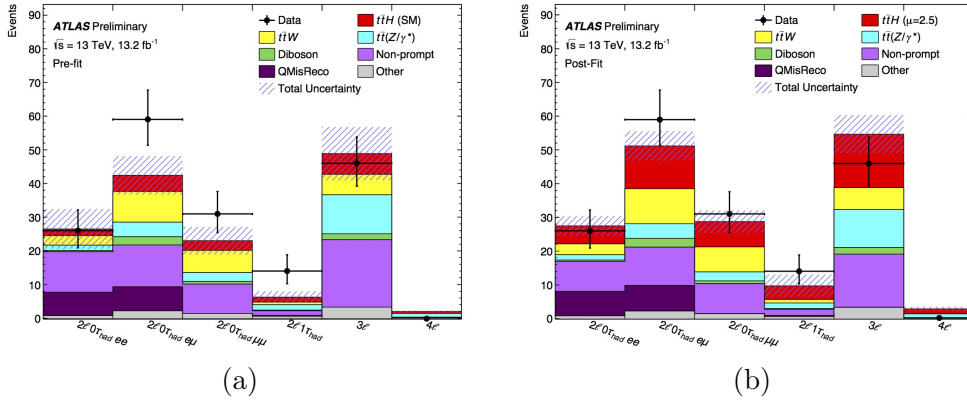 Events
100
90
80
70
60
50
40
30
20
10
0
ATLAS Preliminary
√s = 13 TeV, 13.2 fb⁻¹
Pre-fit
Data
tt̄H (SM)
tt̄W
tt̄(Z/γ*)
Diboson
Non-prompt
QMisReco
Other
Total Uncertainty
2ℓ0τhad ee
2ℓ0τhad eμ
2ℓ0τhad μμ
2ℓ1τhad
3ℓ
4ℓ
(a)
Events
100
90
80
70
60
50
40
30
20
10
0
ATLAS Preliminary
√s = 13 TeV, 13.2 fb⁻¹
Post-Fit
Data
tt̄H (μ=2.5)
tt̄W
tt̄(Z/γ*)
Diboson
Non-prompt
QMisReco
Other
Total Uncertainty
2ℓ0τhad ee
2ℓ0τhad eμ
2ℓ0τhad μμ
2ℓ1τhad
3ℓ
4ℓ
(b)